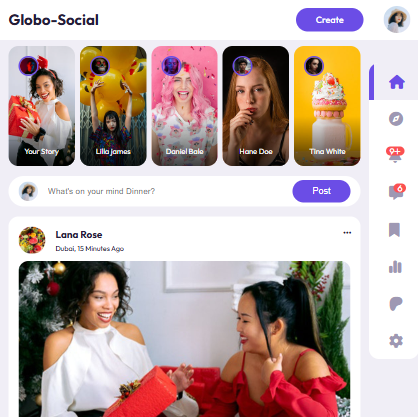 Globo-Social
Create
Your Story
Lilla James
Daniel Bale
Hane Doe
Tina White
What's on your mind Dinner?
Post
Lana Rose
Dubai, 15 Minutes Ago
9+
6